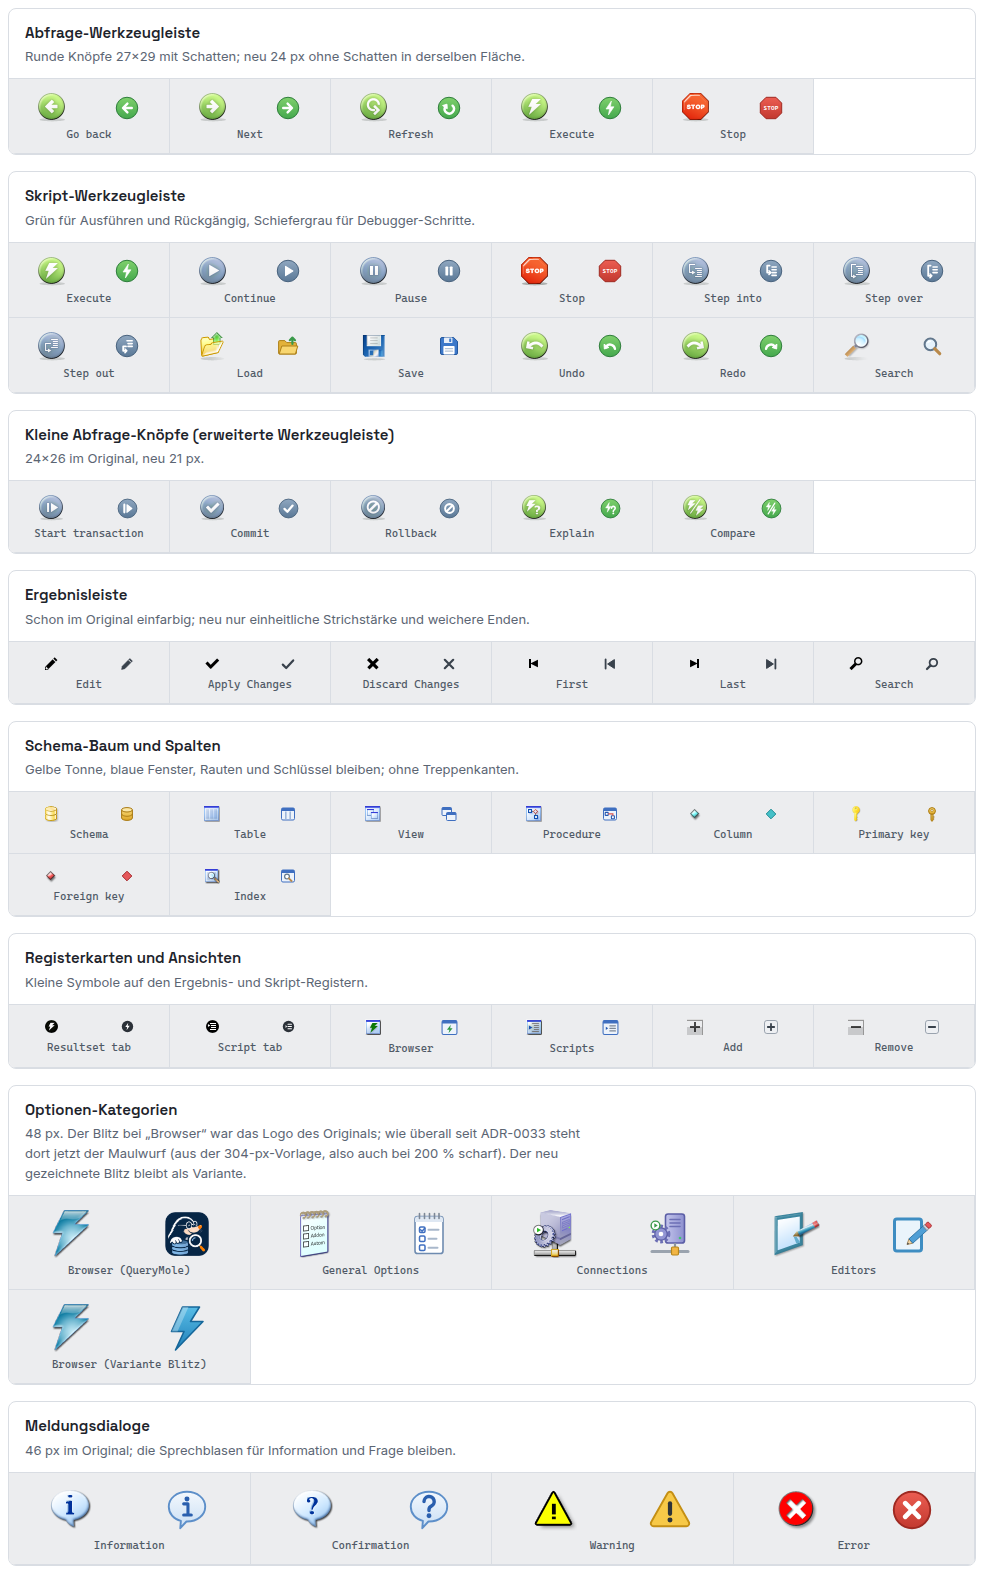 Abfrage-Werkzeugleiste
Runde Knöpfe 27×29 mit Schatten; neu 24 px ohne Schatten in derselben Fläche.
STOP STOP
Go back Next Refresh Execute Stop
Skript-Werkzeugleiste
Grün für Ausführen und Rückgängig, Schiefergrau für Debugger-Schritte.
STOP STOP
Execute Continue Pause Stop Step into Step over
Step out Load Save Undo Redo Search
Kleine Abfrage-Knöpfe (erweiterte Werkzeugleiste)
24×26 im Original, neu 21 px.
Start transaction Commit Rollback Explain Compare
Ergebnisleiste
Schon im Original einfarbig; neu nur einheitliche Strichstärke und weichere Enden.
Edit Apply Changes Discard Changes First Last Search
Schema-Baum und Spalten
Gelbe Tonne, blaue Fenster, Rauten und Schlüssel bleiben; ohne Treppenkanten.
Schema Table View Procedure Column Primary key
Foreign key Index
Registerkarten und Ansichten
Kleine Symbole auf den Ergebnis- und Skript-Registern.
Resultset tab Script tab Browser Scripts Add Remove
Optionen-Kategorien
48 px. Der Blitz bei „Browser“ war das Logo des Originals; wie überall seit ADR-0033 steht
dort jetzt der Maulwurf (aus der 304-px-Vorlage, also auch bei 200 % scharf). Der neu
gezeichnete Blitz bleibt als Variante.
Option
Addon
Autom
Browser (QueryMole) General Options Connections Editors
Browser (Variante Blitz)
Meldungsdialoge
46 px im Original; die Sprechblasen für Information und Frage bleiben.
i i ? ? ! !
Information Confirmation Warning Error